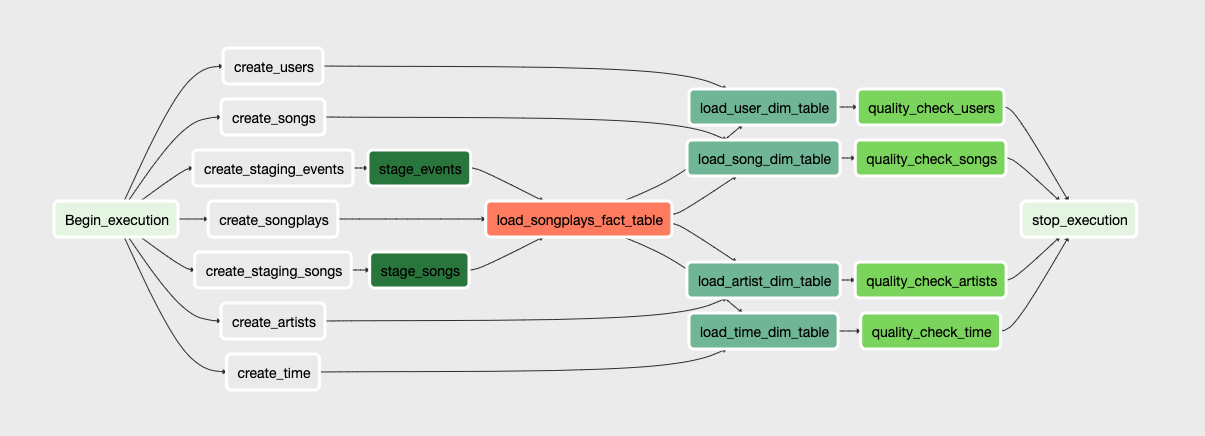 create_users
load_user_dim_table
quality_check_users
create_songs
load_song_dim_table
quality_check_songs
create_staging_events
stage_events
Begin_execution
create_songplays
load_songplays_fact_table
stop_execution
create_staging_songs
stage_songs
load_artist_dim_table
quality_check_artists
create_artists
load_time_dim_table
quality_check_time
create_time